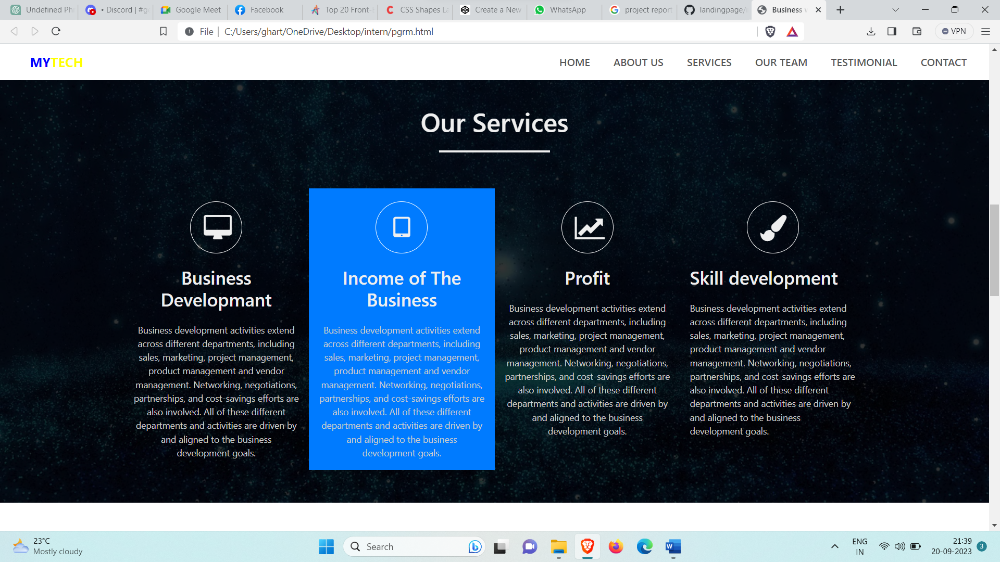 Undefined Ph
• Discord | #ge
Google Meet
Facebook
Top 20 Front-E
CSS Shapes La
Create a New
WhatsApp
project report
landingpage/i
Business w
File
C:/Users/ghart/OneDrive/Desktop/intern/pgrm.html
VPN
MYTECH
HOME
ABOUT US
SERVICES
OUR TEAM
TESTIMONIAL
CONTACT
Our Services
Business
Developmant
Business development activities extend
across different departments, including
sales, marketing, project management,
product management and vendor
management. Networking, negotiations,
partnerships, and cost-savings efforts are
also involved. All of these different
departments and activities are driven by
and aligned to the business
development goals.
Income of The
Business
Business development activities extend
across different departments, including
sales, marketing, project management,
product management and vendor
management. Networking, negotiations,
partnerships, and cost-savings efforts are
also involved. All of these different
departments and activities are driven by
and aligned to the business
development goals.
Profit
Business development activities extend
across different departments, including
sales, marketing, project management,
product management and vendor
management. Networking, negotiations,
partnerships, and cost-savings efforts are
also involved. All of these different
departments and activities are driven by
and aligned to the business
development goals.
Skill development
Business development activities extend
across different departments, including
sales, marketing, project management,
product management and vendor
management. Networking, negotiations,
partnerships, and cost-savings efforts are
also involved. All of these different
departments and activities are driven by
and aligned to the business
development goals.
23°C
Mostly cloudy
Search
ENG
IN
21:39
20-09-2023
3